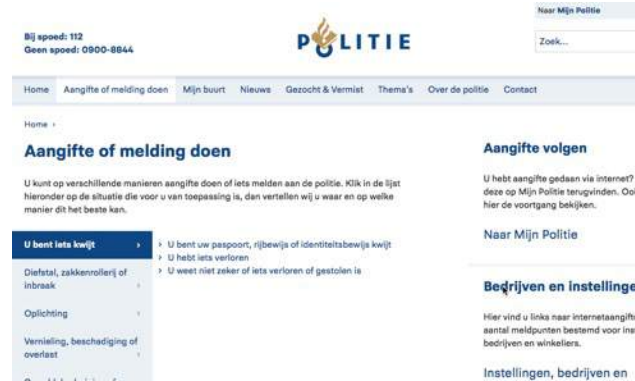 Bij spoed: 112
Geen spoed: 0900-8844
POLITIE
Naar Mijn Politie
Zoek...
Home Aangifte of melding doen Mijn buurt Nieuws Gezocht & Vermist Thema's Over de politie Contact
Home ›
Aangifte of melding doen
U kunt op verschillende manieren aangifte doen of iets melden aan de politie. Klik in de lijst
hieronder op de situatie die voor u van toepassing is, dan vertellen wij u waar en op welke
manier dit het beste kan.
U bent iets kwijt ›
Diefstal, zakkenrollerij of
inbraak ›
Oplichting ›
Vernieling, beschadiging of
overlast ›
› U bent uw paspoort, rijbewijs of identiteitsbewijs kwijt
› U hebt iets verloren
› U weet niet zeker of iets verloren of gestolen is
Aangifte volgen
U hebt aangifte gedaan via internet?
deze op Mijn Politie terugvinden. Ool
hier de voortgang bekijken.
Naar Mijn Politie
Bedrijven en instellinge
Hier vind u links naar internetaangift
aantal meldpunten bestemd voor ins
bedrijven en winkeliers.
Instellingen, bedrijven en